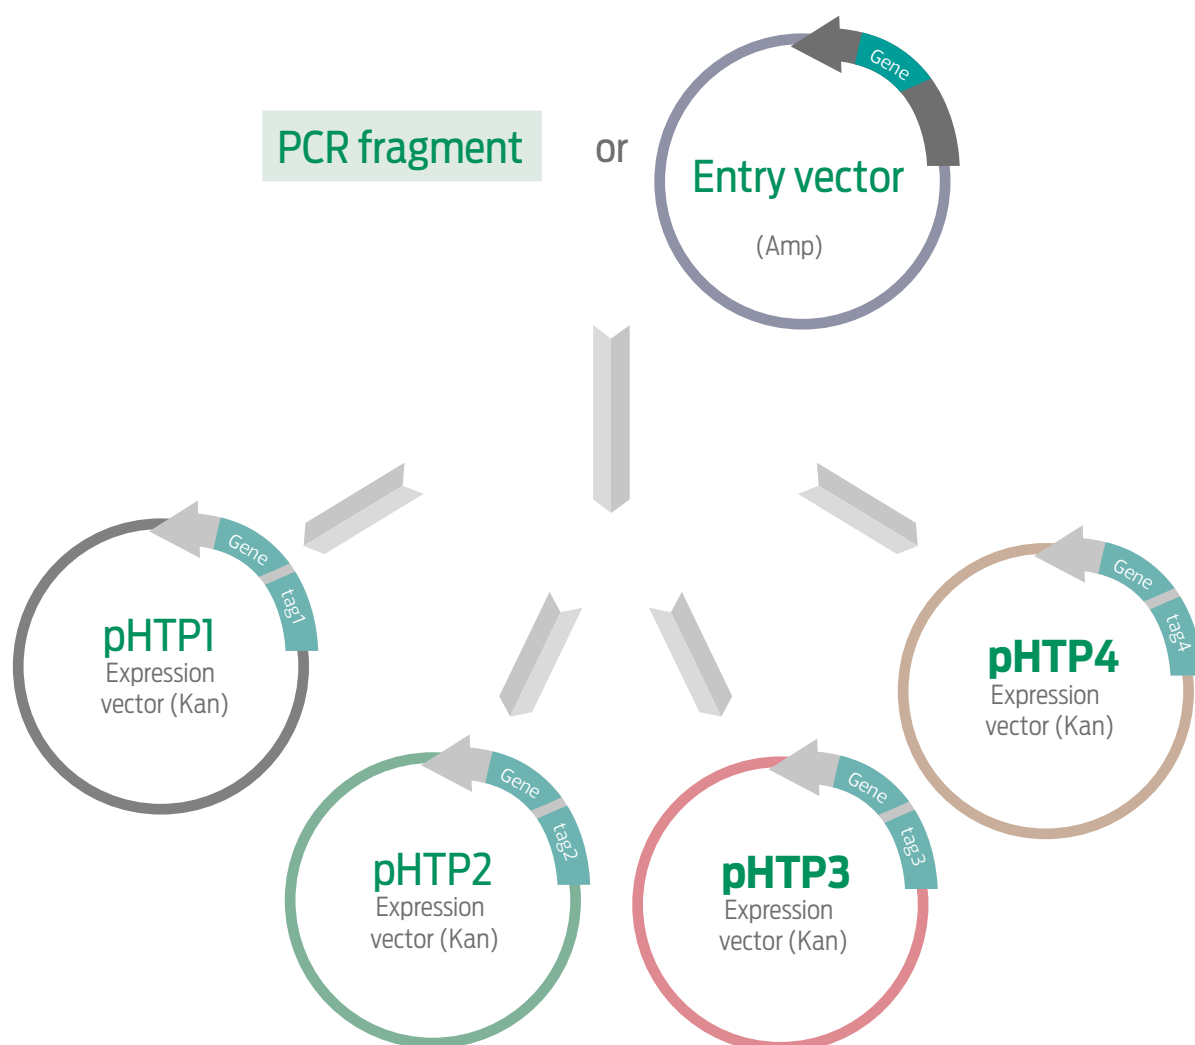 Gene
PCR fragment
or
Entry vector
(Amp)
Gene
tag1
pHTP1
Expression
vector (Kan)
Gene
tag4
pHTP4
Expression
vector (Kan)
Gene
tag2
pHTP2
Expression
vector (Kan)
Gene
tag3
pHTP3
Expression
vector (Kan)